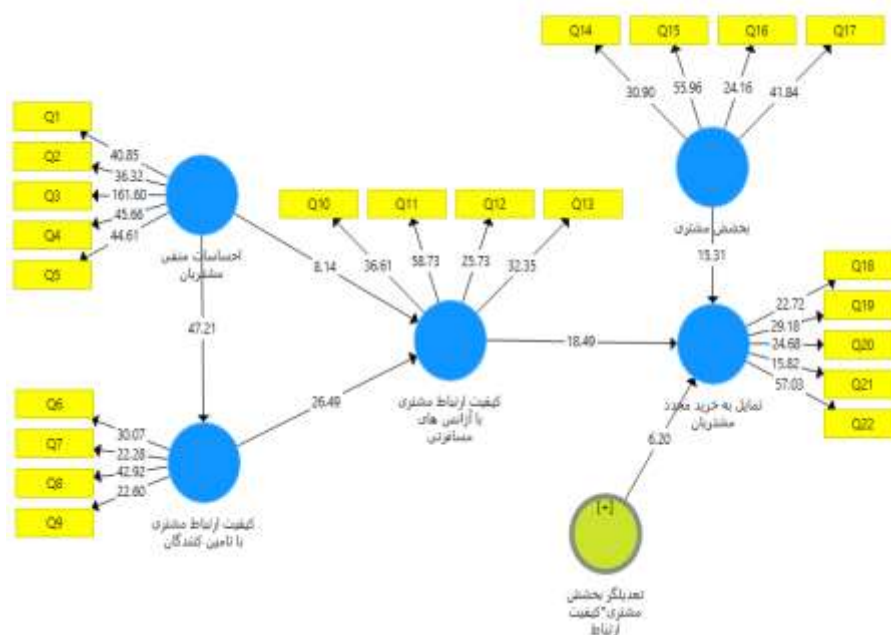 Q14
Q15
Q16
Q17
30.90
55.96
24.16
41.84
بخشش مشتری
15.31
Q1
Q2
Q3
Q4
Q5
40.85
36.32
161.60
45.66
44.61
احساسات منفی
مشتریان
Q10
Q11
Q12
Q13
36.61
58.73
25.73
32.35
8.14
47.21
کیفیت ارتباط مشتری
با آژانس های
مسافرتی
18.49
26.49
Q18
Q19
Q20
Q21
Q22
22.72
29.18
24.68
15.82
57.03
تمایل به خرید مجدد
مشتریان
6.20
Q6
Q7
Q8
Q9
30.07
22.28
42.92
22.60
کیفیت ارتباط مشتری
با تامین کنندگان
[+]
تعدیلگر بخشش
مشتری*کیفیت
ارتباط